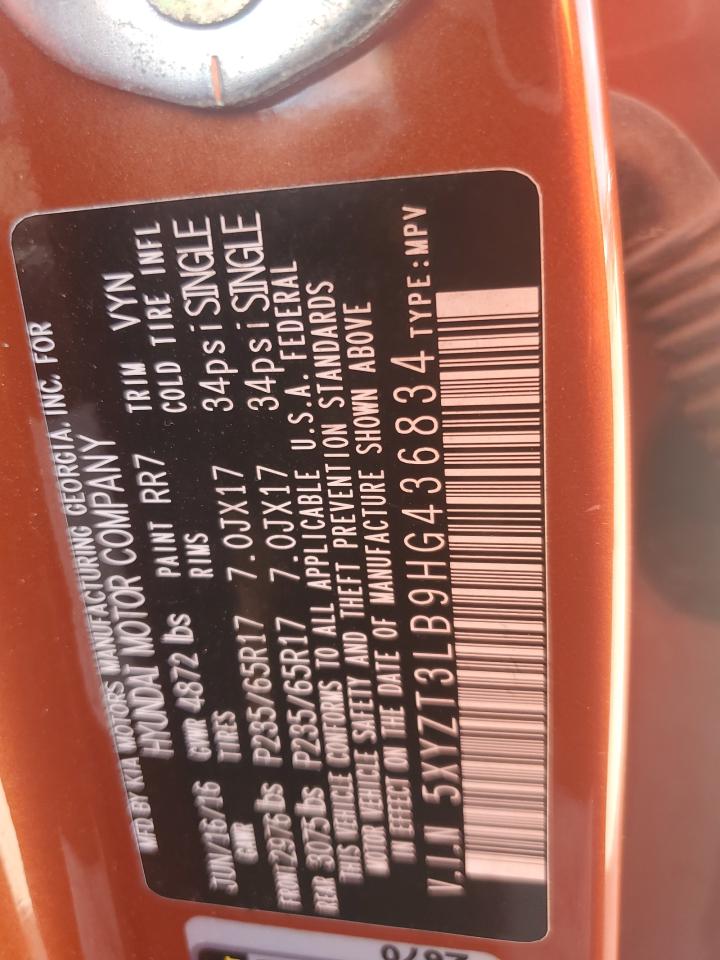 MFD BY KIA MOTORS MANUFACTURING GEORGIA, INC. FOR
HYUNDAI MOTOR COMPANY
JUN/16/16 GVWR 4872 lbs PAINT RR7 TRIM VYN
GAWR TIRES RIMS COLD TIRE INFL
FRONT 2976 lbs P235/65R17 7.0JX17 34psi SINGLE
REAR 3075 lbs P235/65R17 7.0JX17 34psi SINGLE
THIS VEHICLE CONFORMS TO ALL APPLICABLE U.S.A. FEDERAL
MOTOR VEHICLE SAFETY AND THEFT PREVENTION STANDARDS
IN EFFECT ON THE DATE OF MANUFACTURE SHOWN ABOVE
V.I.N 5XYZT3LB9HG436834 TYPE:MPV